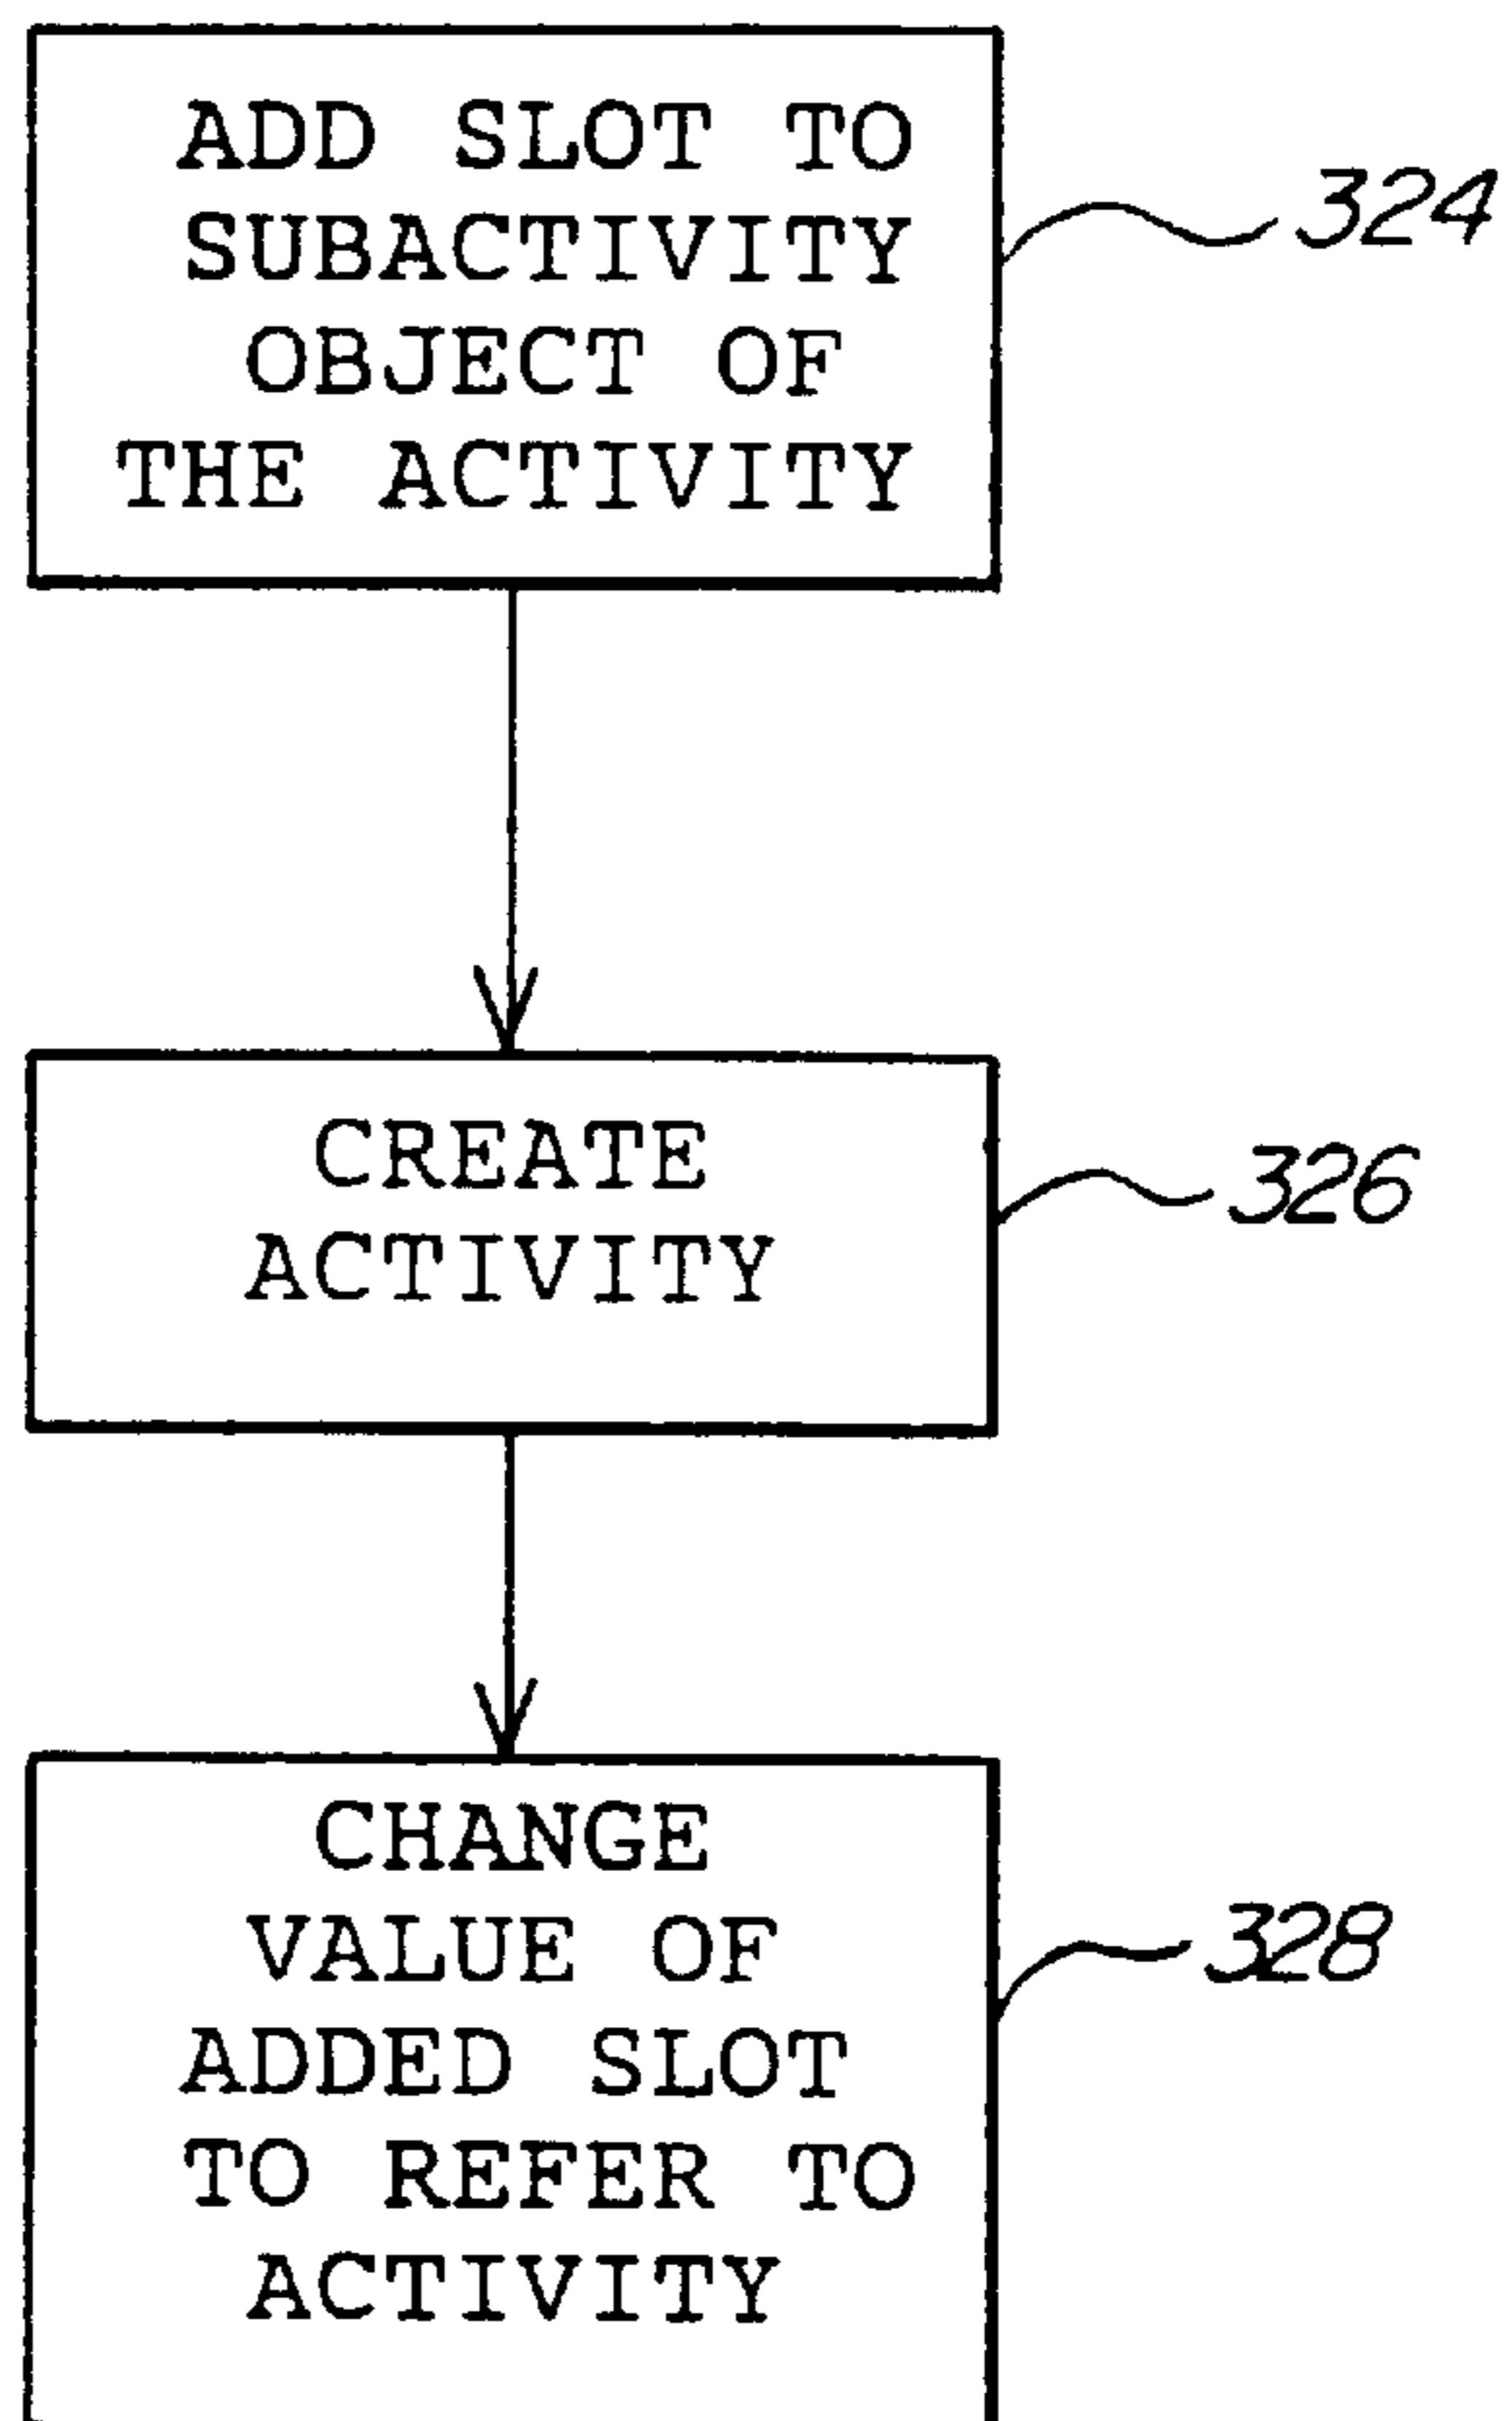 ADD SLOT TO
SUBACTIVITY
OBJECT OF
THE ACTIVITY
324
CREATE
ACTIVITY
326
CHANGE
VALUE OF
ADDED SLOT
TO REFER TO
ACTIVITY
328